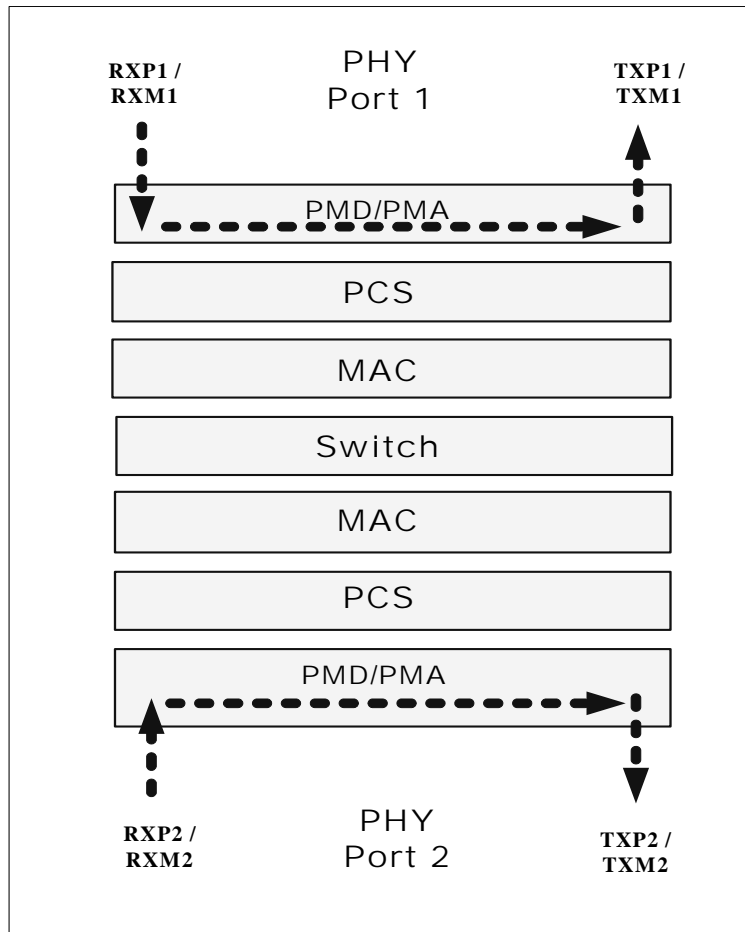 RXP1 /
RXM1
PHY
Port 1
TXP1 /
TXM1
PMD/PMA
PCS
MAC
Switch
MAC
PCS
PMD/PMA
RXP2 /
RXM2
PHY
Port 2
TXP2 /
TXM2